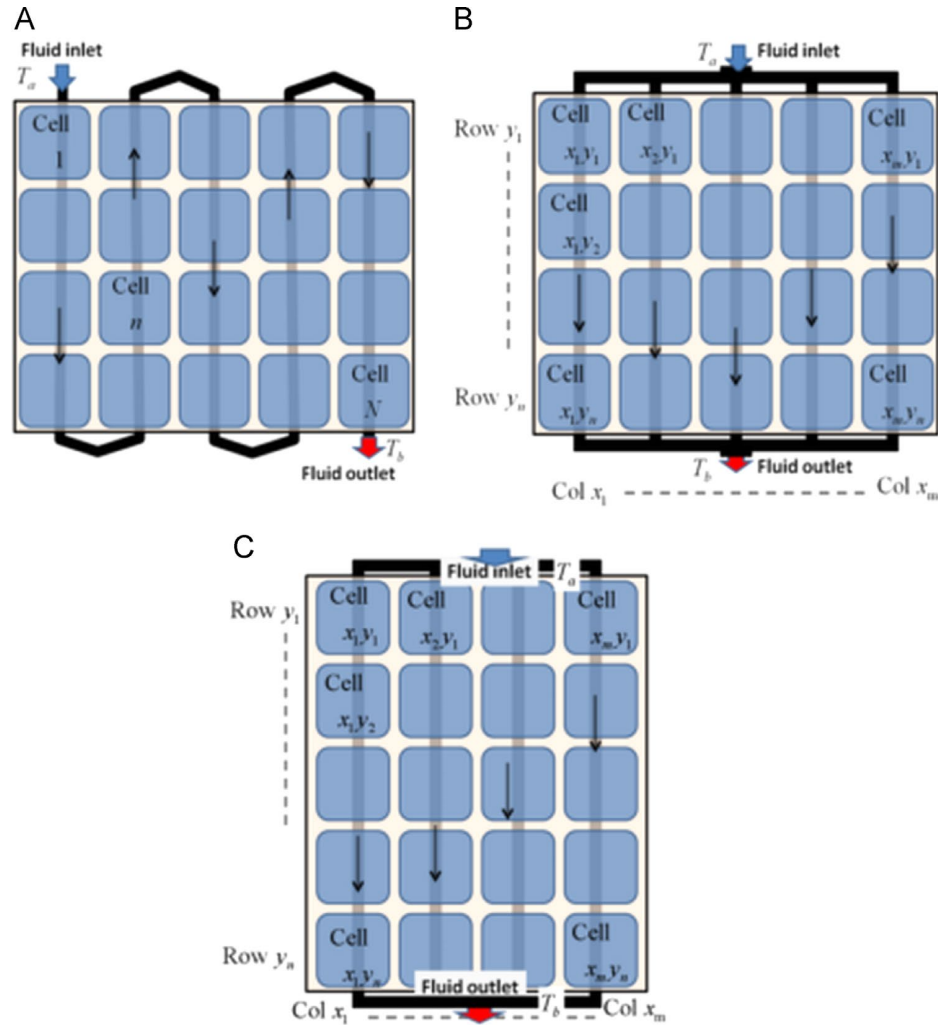 A
Fluid inlet
Tₐ
Cell
1
Cell
n
Cell
N
T_b
Fluid outlet
B
Tₐ Fluid inlet
Row y₁
Cell
x₁,y₁
Cell
x₂,y₁
Cell
xₘ,y₁
Cell
x₁,y₂
Row yₙ
Cell
x₁,yₙ
Cell
xₘ,yₙ
T_b Fluid outlet
Col x₁
Col xₘ
C
Fluid inlet Tₐ
Row y₁
Cell
x₁,y₁
Cell
x₂,y₁
Cell
xₘ,y₁
Cell
x₁,y₂
Row yₙ
Cell
x₁,yₙ
Cell
xₘ,yₙ
Fluid outlet
T_b
Col x₁
Col xₘ